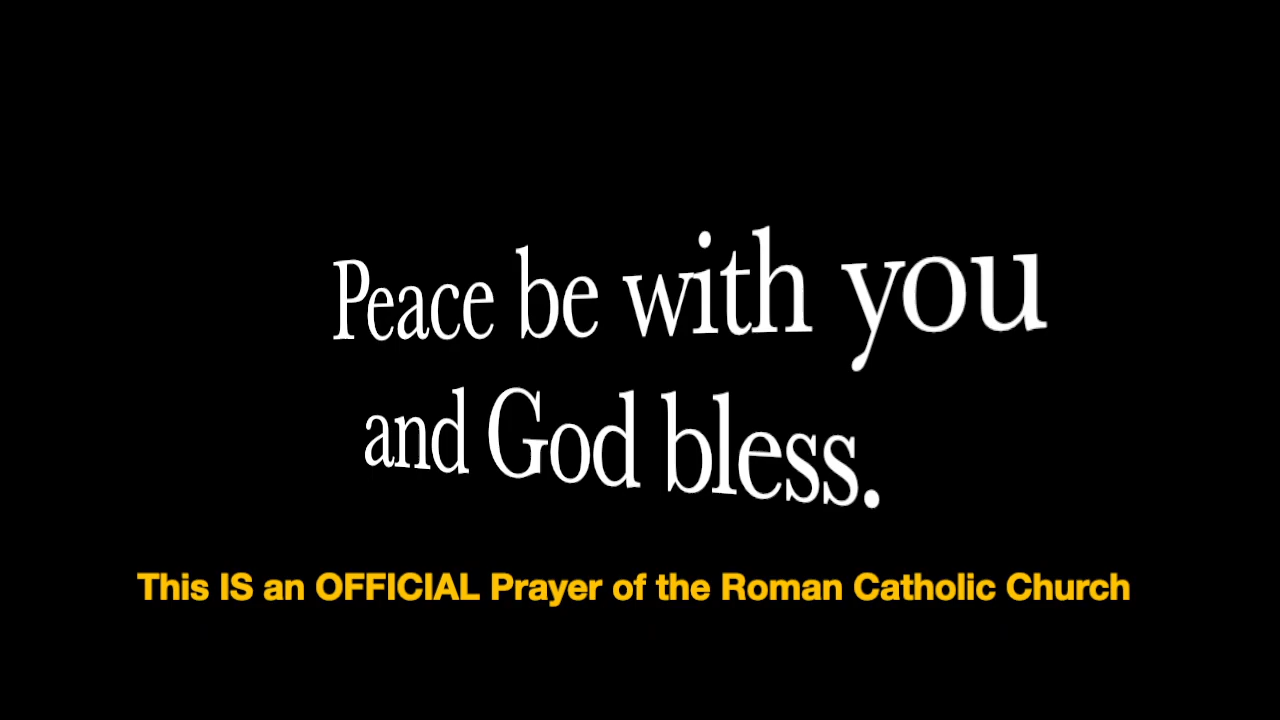 Peace be with you
and God bless.
This IS an OFFICIAL Prayer of the Roman Catholic Church